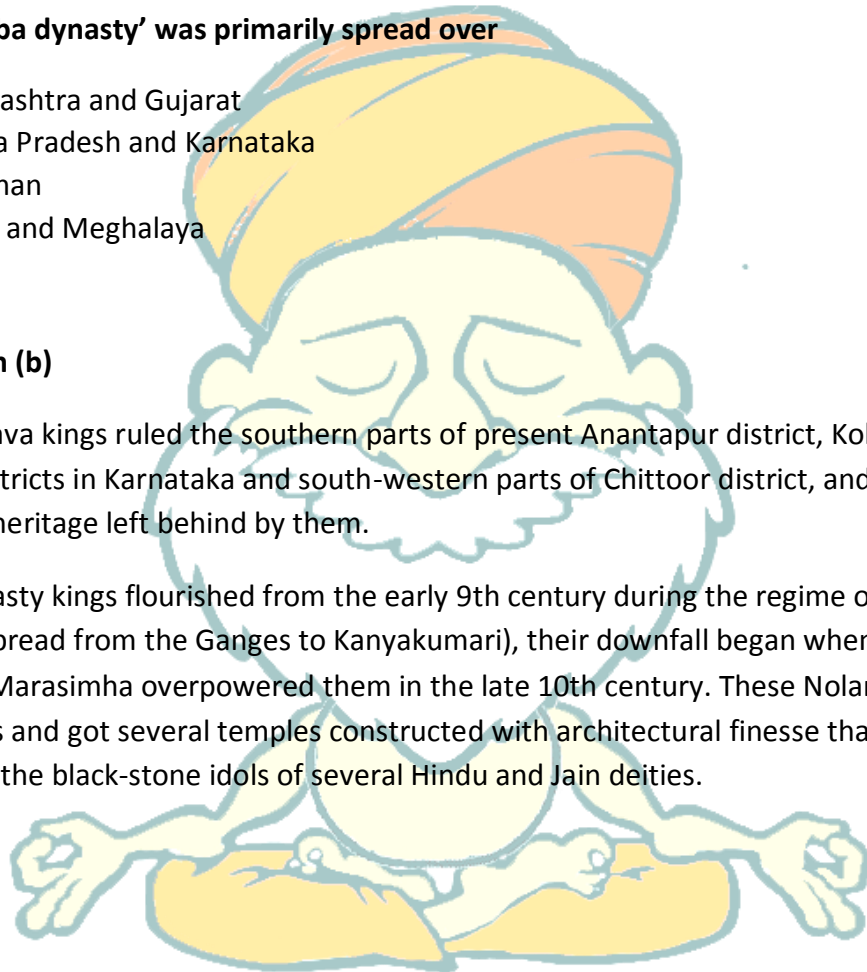 ba dynasty’ was primarily spread over
ashtra and Gujarat
a Pradesh and Karnataka
han
and Meghalaya
n (b)
ava kings ruled the southern parts of present Anantapur district, Kol
tricts in Karnataka and south-western parts of Chittoor district, and
heritage left behind by them.
asty kings flourished from the early 9th century during the regime o
pread from the Ganges to Kanyakumari), their downfall began when
Marasimha overpowered them in the late 10th century. These Nolan
s and got several temples constructed with architectural finesse tha
the black-stone idols of several Hindu and Jain deities.